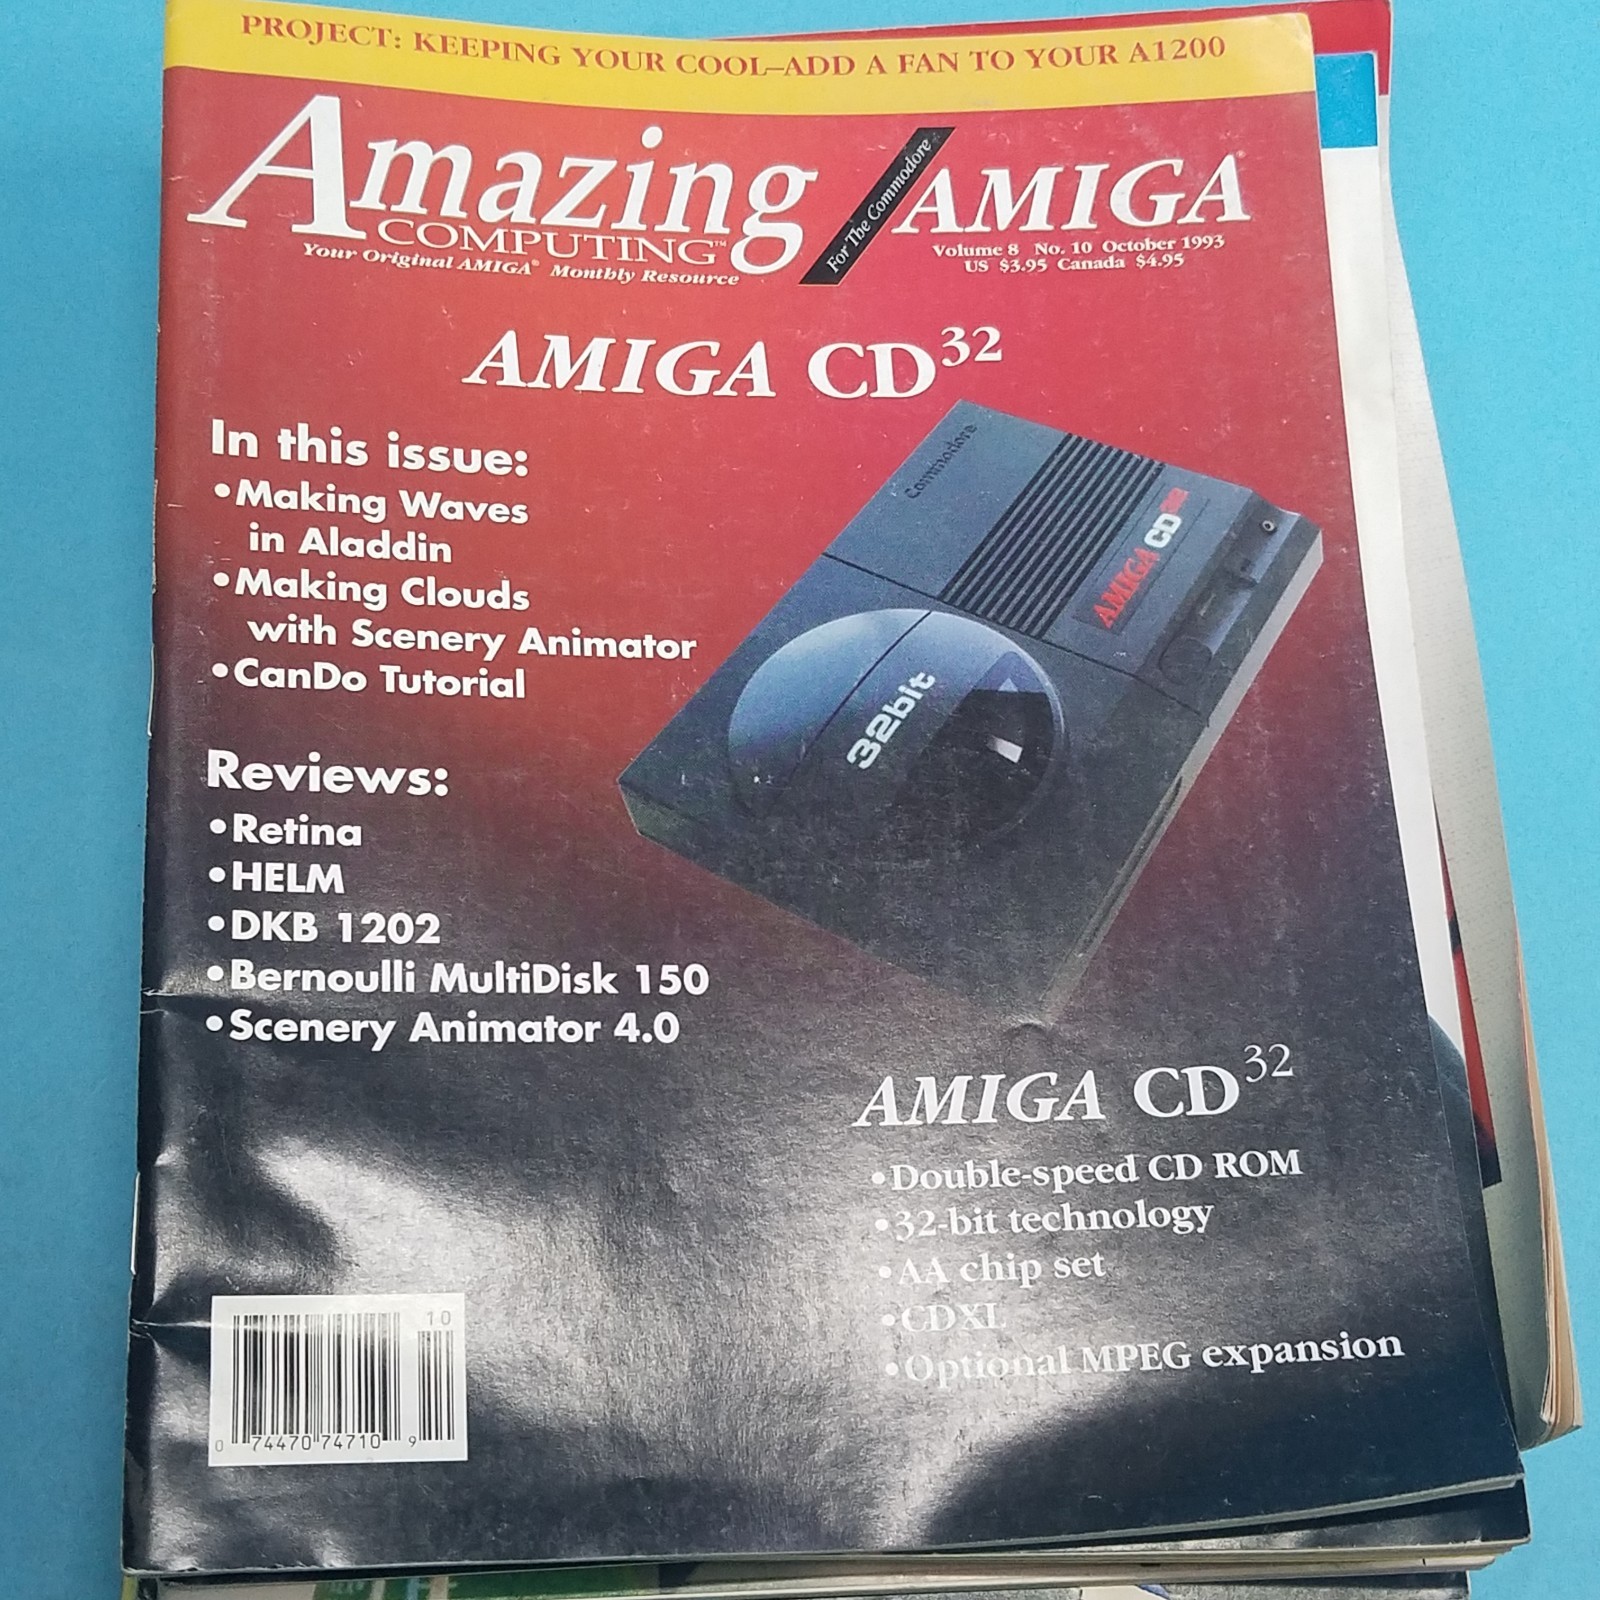 PROJECT: KEEPING YOUR COOL–ADD A FAN TO YOUR A1200
Amazing
COMPUTING™
Your Original AMIGA® Monthly Resource
For The Commodore
AMIGA
Volume 8 No. 10 October 1993
US $3.95 Canada $4.95
AMIGA CD32
In this issue:
•Making Waves
in Aladdin
•Making Clouds
with Scenery Animator
•CanDo Tutorial
Reviews:
•Retina
•HELM
•DKB 1202
•Bernoulli MultiDisk 150
•Scenery Animator 4.0
Commodore
AMIGA CD32
32bit
AMIGA CD32
•Double-speed CD ROM
•32-bit technology
•AA chip set
•CDXL
•Optional MPEG expansion
10
0 74470 74710 9